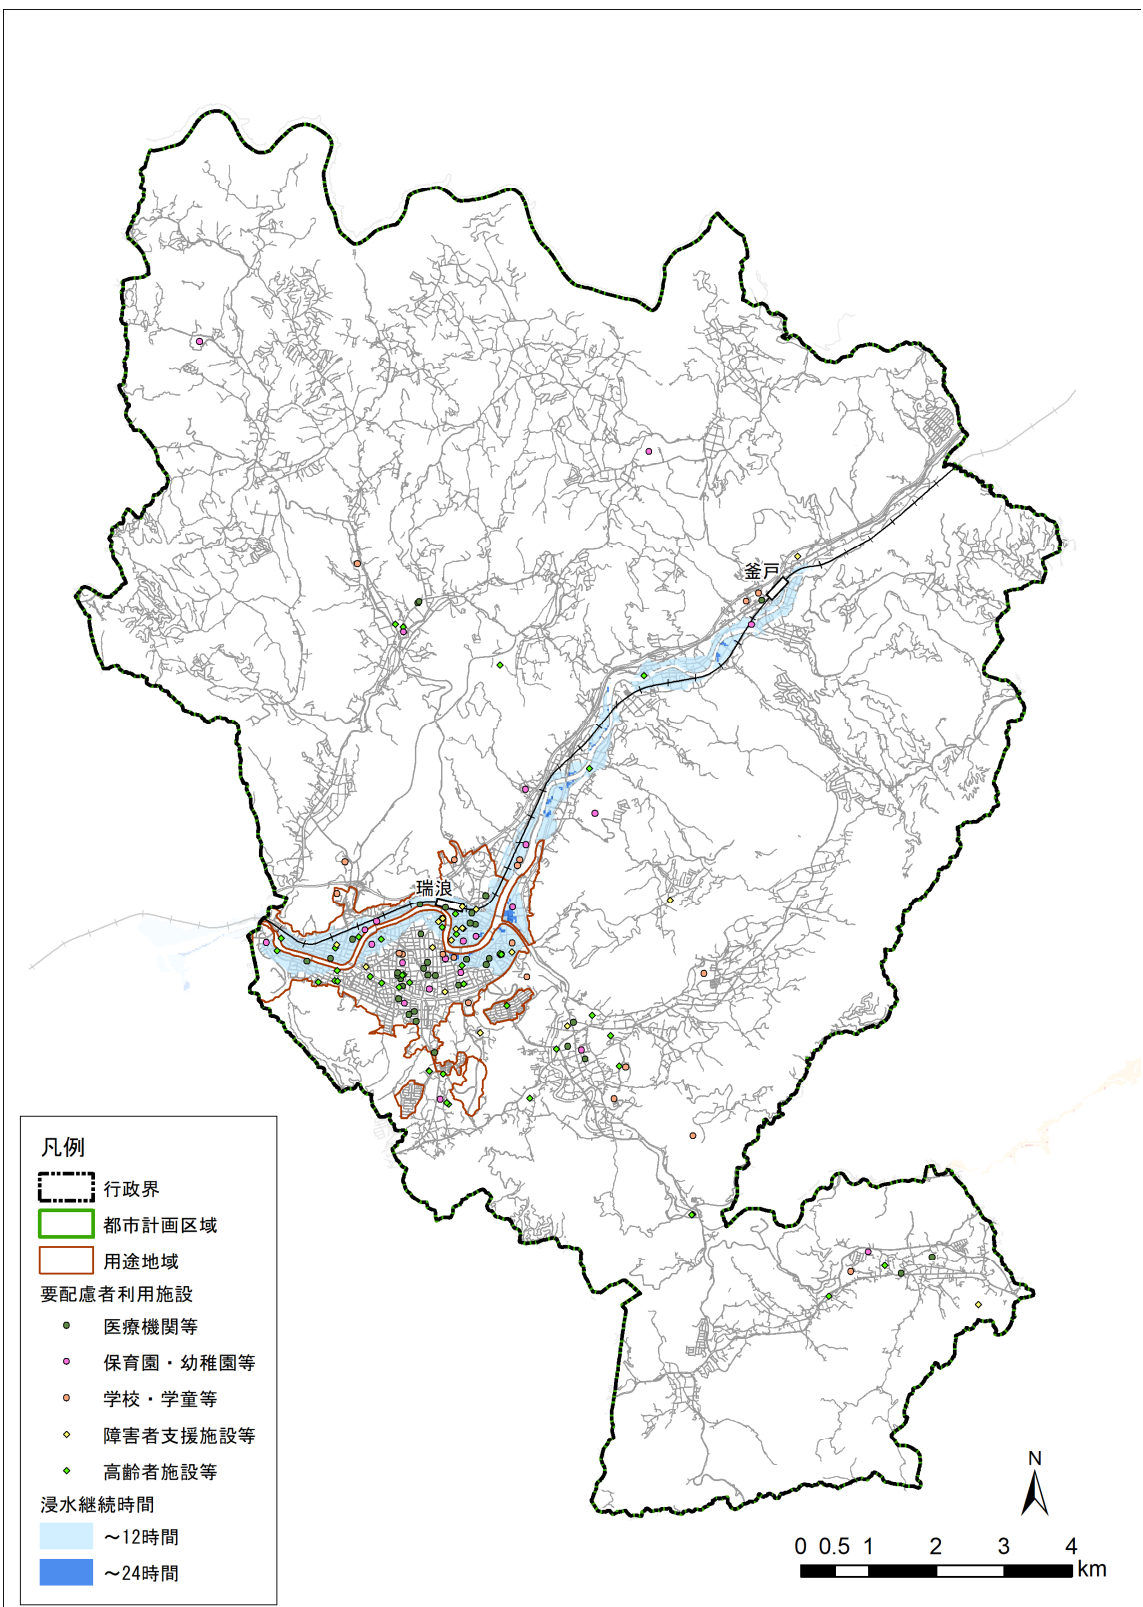 釜戸
瑞浪
凡例
行政界
都市計画区域
用途地域
要配慮者利用施設
医療機関等
保育園・幼稚園等
学校・学童等
障害者支援施設等
高齢者施設等
浸水継続時間
～12時間
～24時間
N
0 0.5 1 2 3 4
km